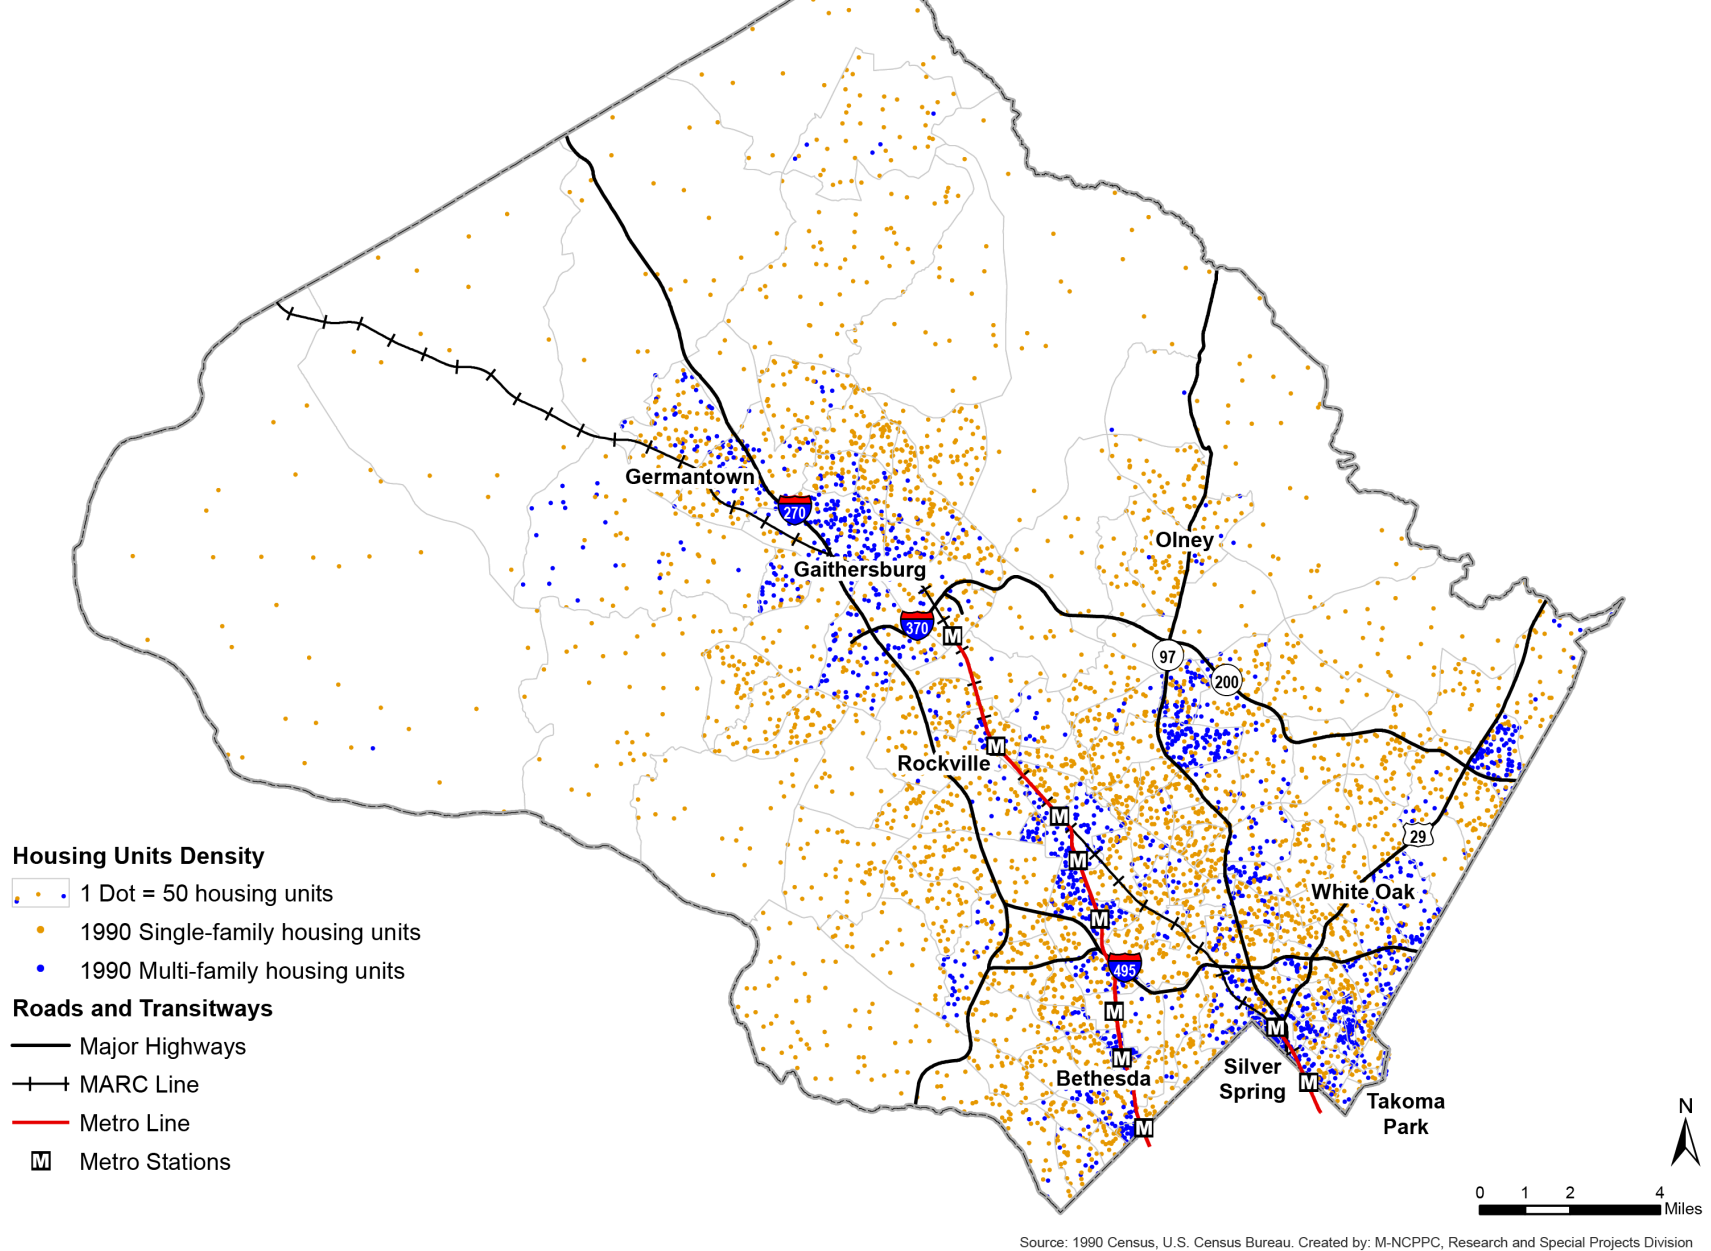 Germantown
270
Olney
Gaithersburg
370
M
97
200
M
Rockville
M
29
M
White Oak
M
495
M
M
M
Silver
Spring
Bethesda
M
Takoma
Park
M
Housing Units Density
1 Dot = 50 housing units
1990 Single-family housing units
1990 Multi-family housing units
Roads and Transitways
Major Highways
MARC Line
Metro Line
M Metro Stations
N
0 1 2 4
Miles
Source: 1990 Census, U.S. Census Bureau. Created by: M-NCPPC, Research and Special Projects Division